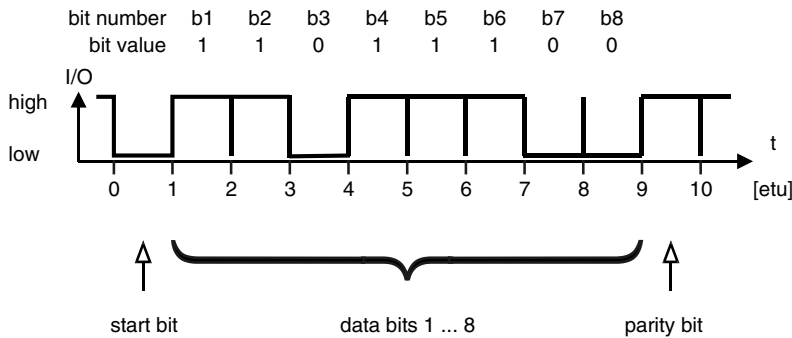 bit number b1 b2 b3 b4 b5 b6 b7 b8
bit value 1 1 0 1 1 1 0 0
I/O
high
low
t
0 1 2 3 4 5 6 7 8 9 10 [etu]
start bit data bits 1 ... 8 parity bit